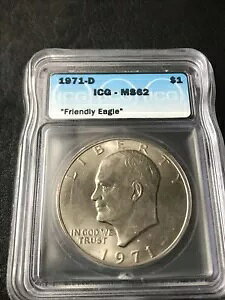 1971-D $1
ICG - MS62
"Friendly Eagle"
LIBERTY
IN GOD WE
TRUST
1971